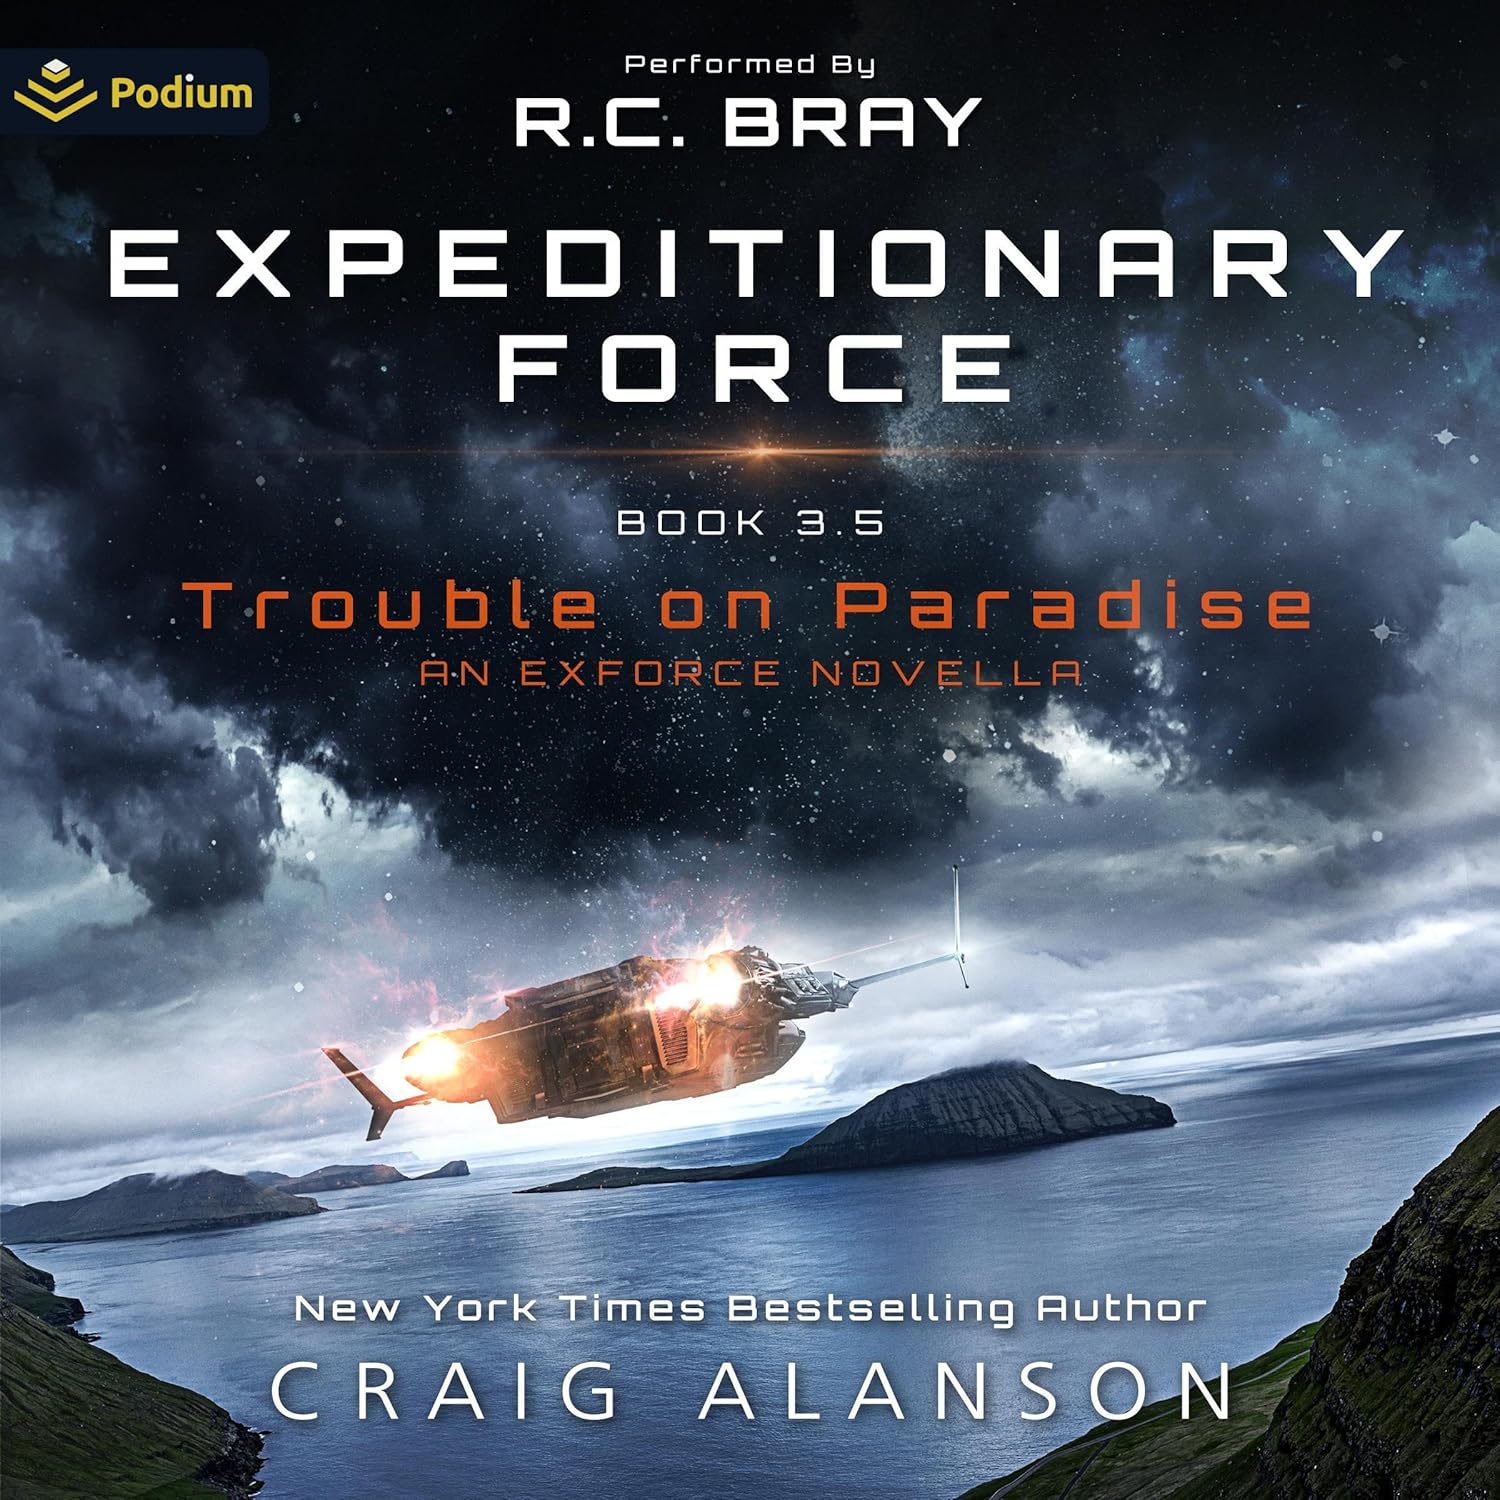 Podium
Performed By
R.C. BRAY
EXPEDITIONARY
FORCE
BOOK 3.5
Trouble on Paradise
AN EXFORCE NOVELLA
New York Times Bestselling Author
CRAIG ALANSON